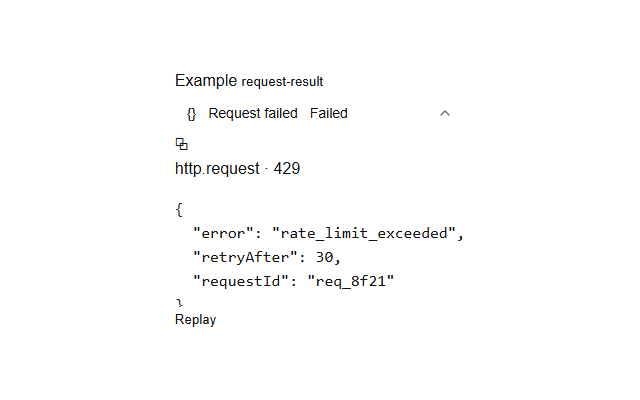 Example request-result
{} Request failed Failed
http.request · 429
{
  "error": "rate_limit_exceeded",
  "retryAfter": 30,
  "requestId": "req_8f21"
}
Replay